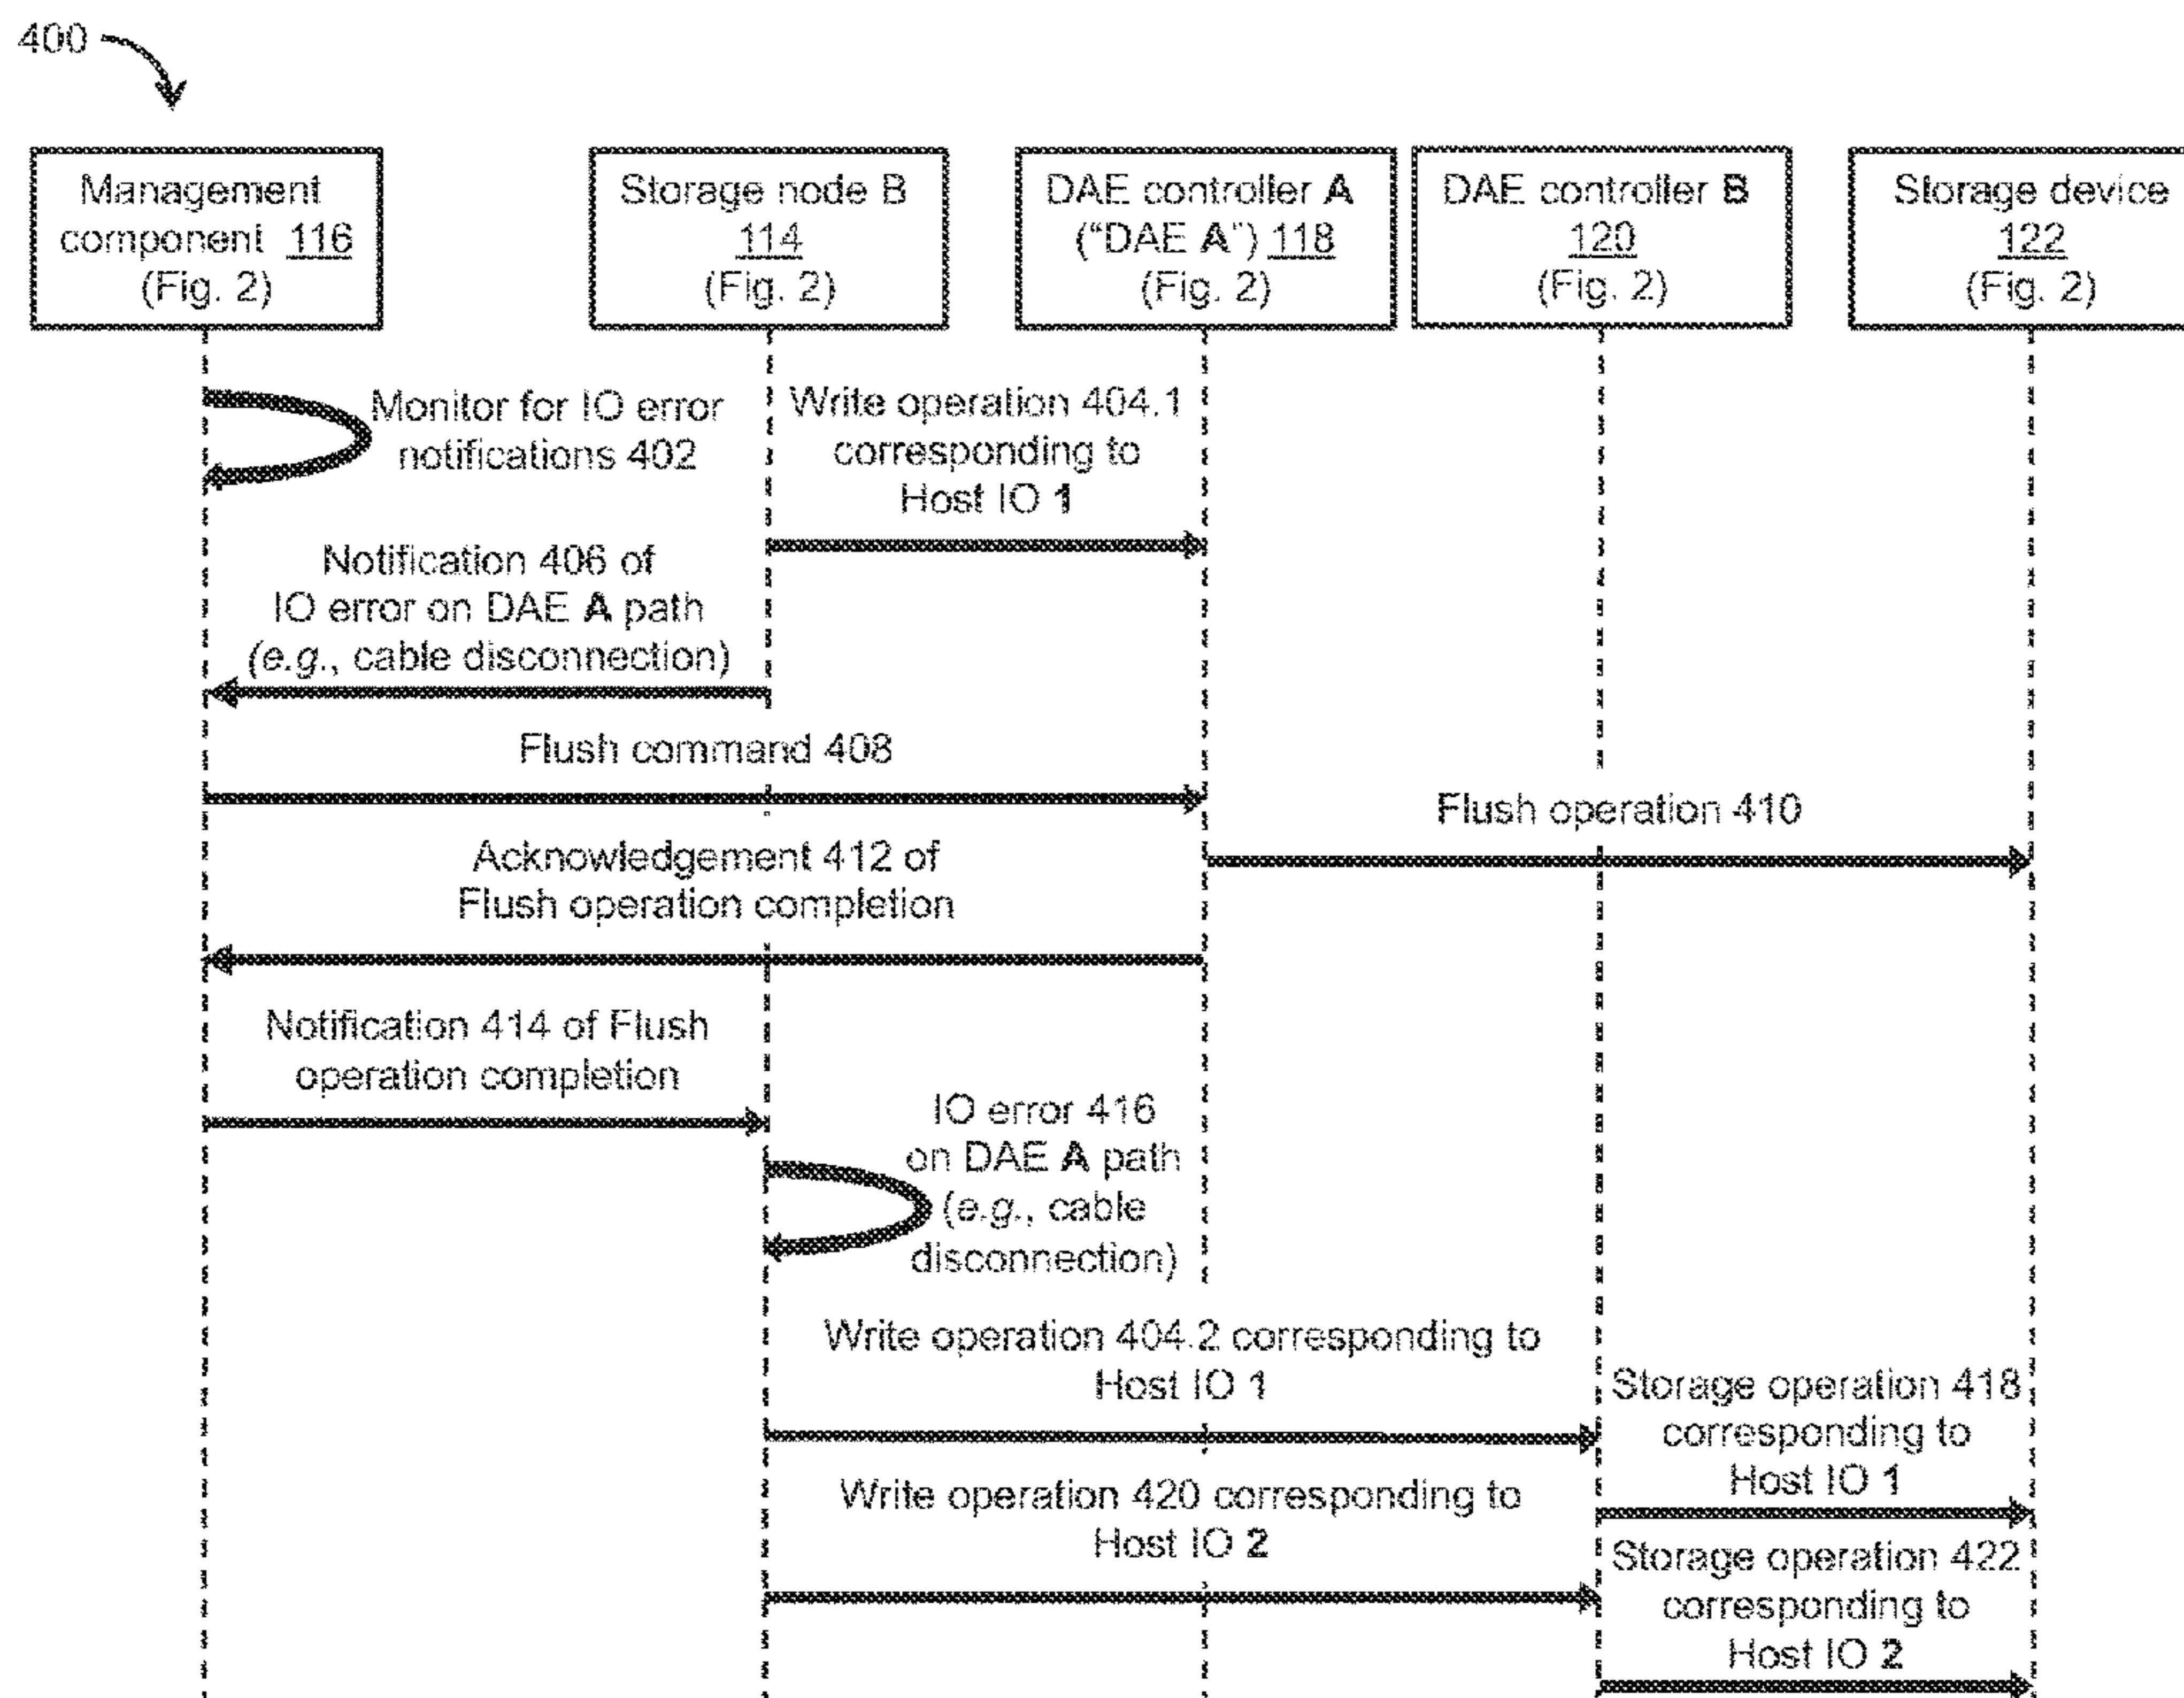 400
Management
component 116
(Fig. 2)
Storage node B
114
(Fig. 2)
DAE controller A
("DAE A") 118
(Fig. 2)
DAE controller B
120
(Fig. 2)
Storage device
122
(Fig. 2)
Monitor for IO error
notifications 402
Write operation 404.1
corresponding to
Host IO 1
Notification 406 of
IO error on DAE A path
(e.g., cable disconnection)
Flush command 408
Flush operation 410
Acknowledgement 412 of
Flush operation completion
Notification 414 of Flush
operation completion
IO error 416
on DAE A path
(e.g., cable
disconnection)
Write operation 404.2 corresponding to
Host IO 1
Storage operation 418
corresponding to
Host IO 1
Write operation 420 corresponding to
Host IO 2
Storage operation 422
corresponding to
Host IO 2